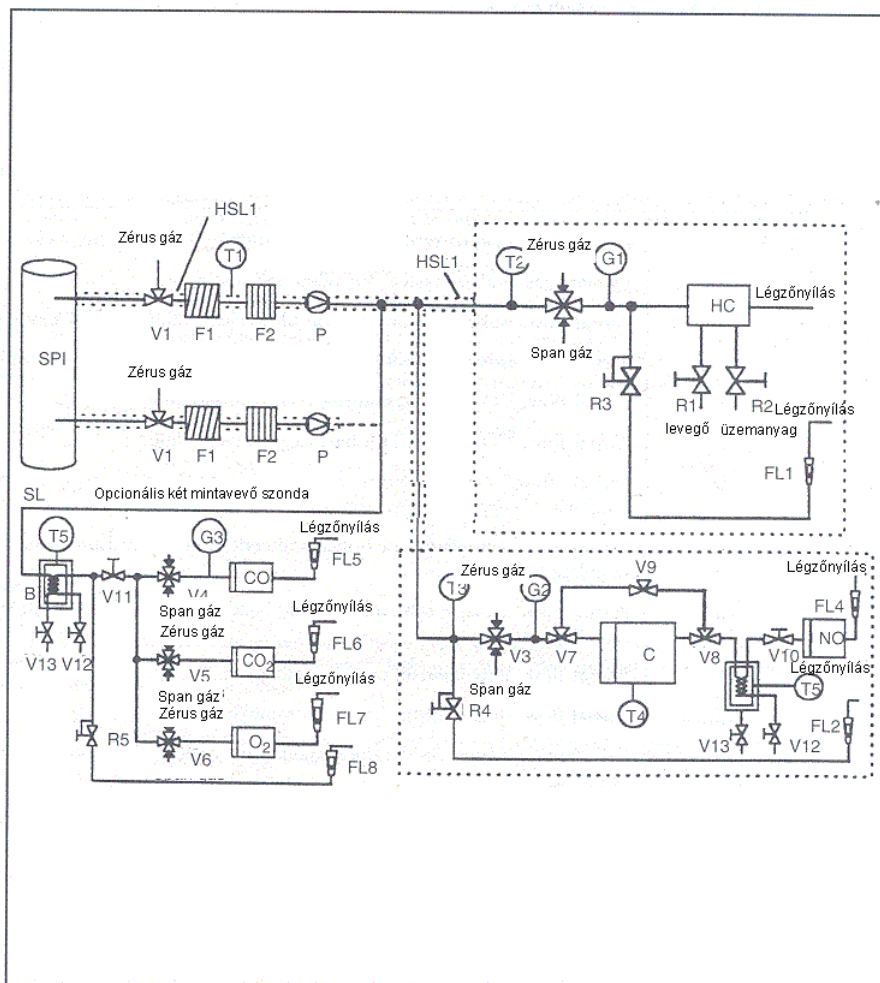 HSL1
Zérus gáz
T1
HSL1
T2
Zérus gáz
G1
HC
Légzőnyílás
SPI
V1
F1
F2
P
Span gáz
Zérus gáz
R3
R1
R2
Légzőnyílás
levegő
üzemanyag
V1
F1
F2
P
FL1
SL
Opcionális két mintavevő szonda
T5
G3
Légzőnyílás
FL5
B
V11
V4
CO
Légzőnyílás
Span gáz
Zérus gáz
FL6
V13
V12
V5
CO2
Légzőnyílás
Span gáz
Zérus gáz
FL7
R5
V6
O2
FL8
T3
Zérus gáz
G2
V9
Légzőnyílás
FL4
V3
V7
C
V8
V10
NO
Légzőnyílás
Span gáz
T4
T5
R4
FL2
V13
V12